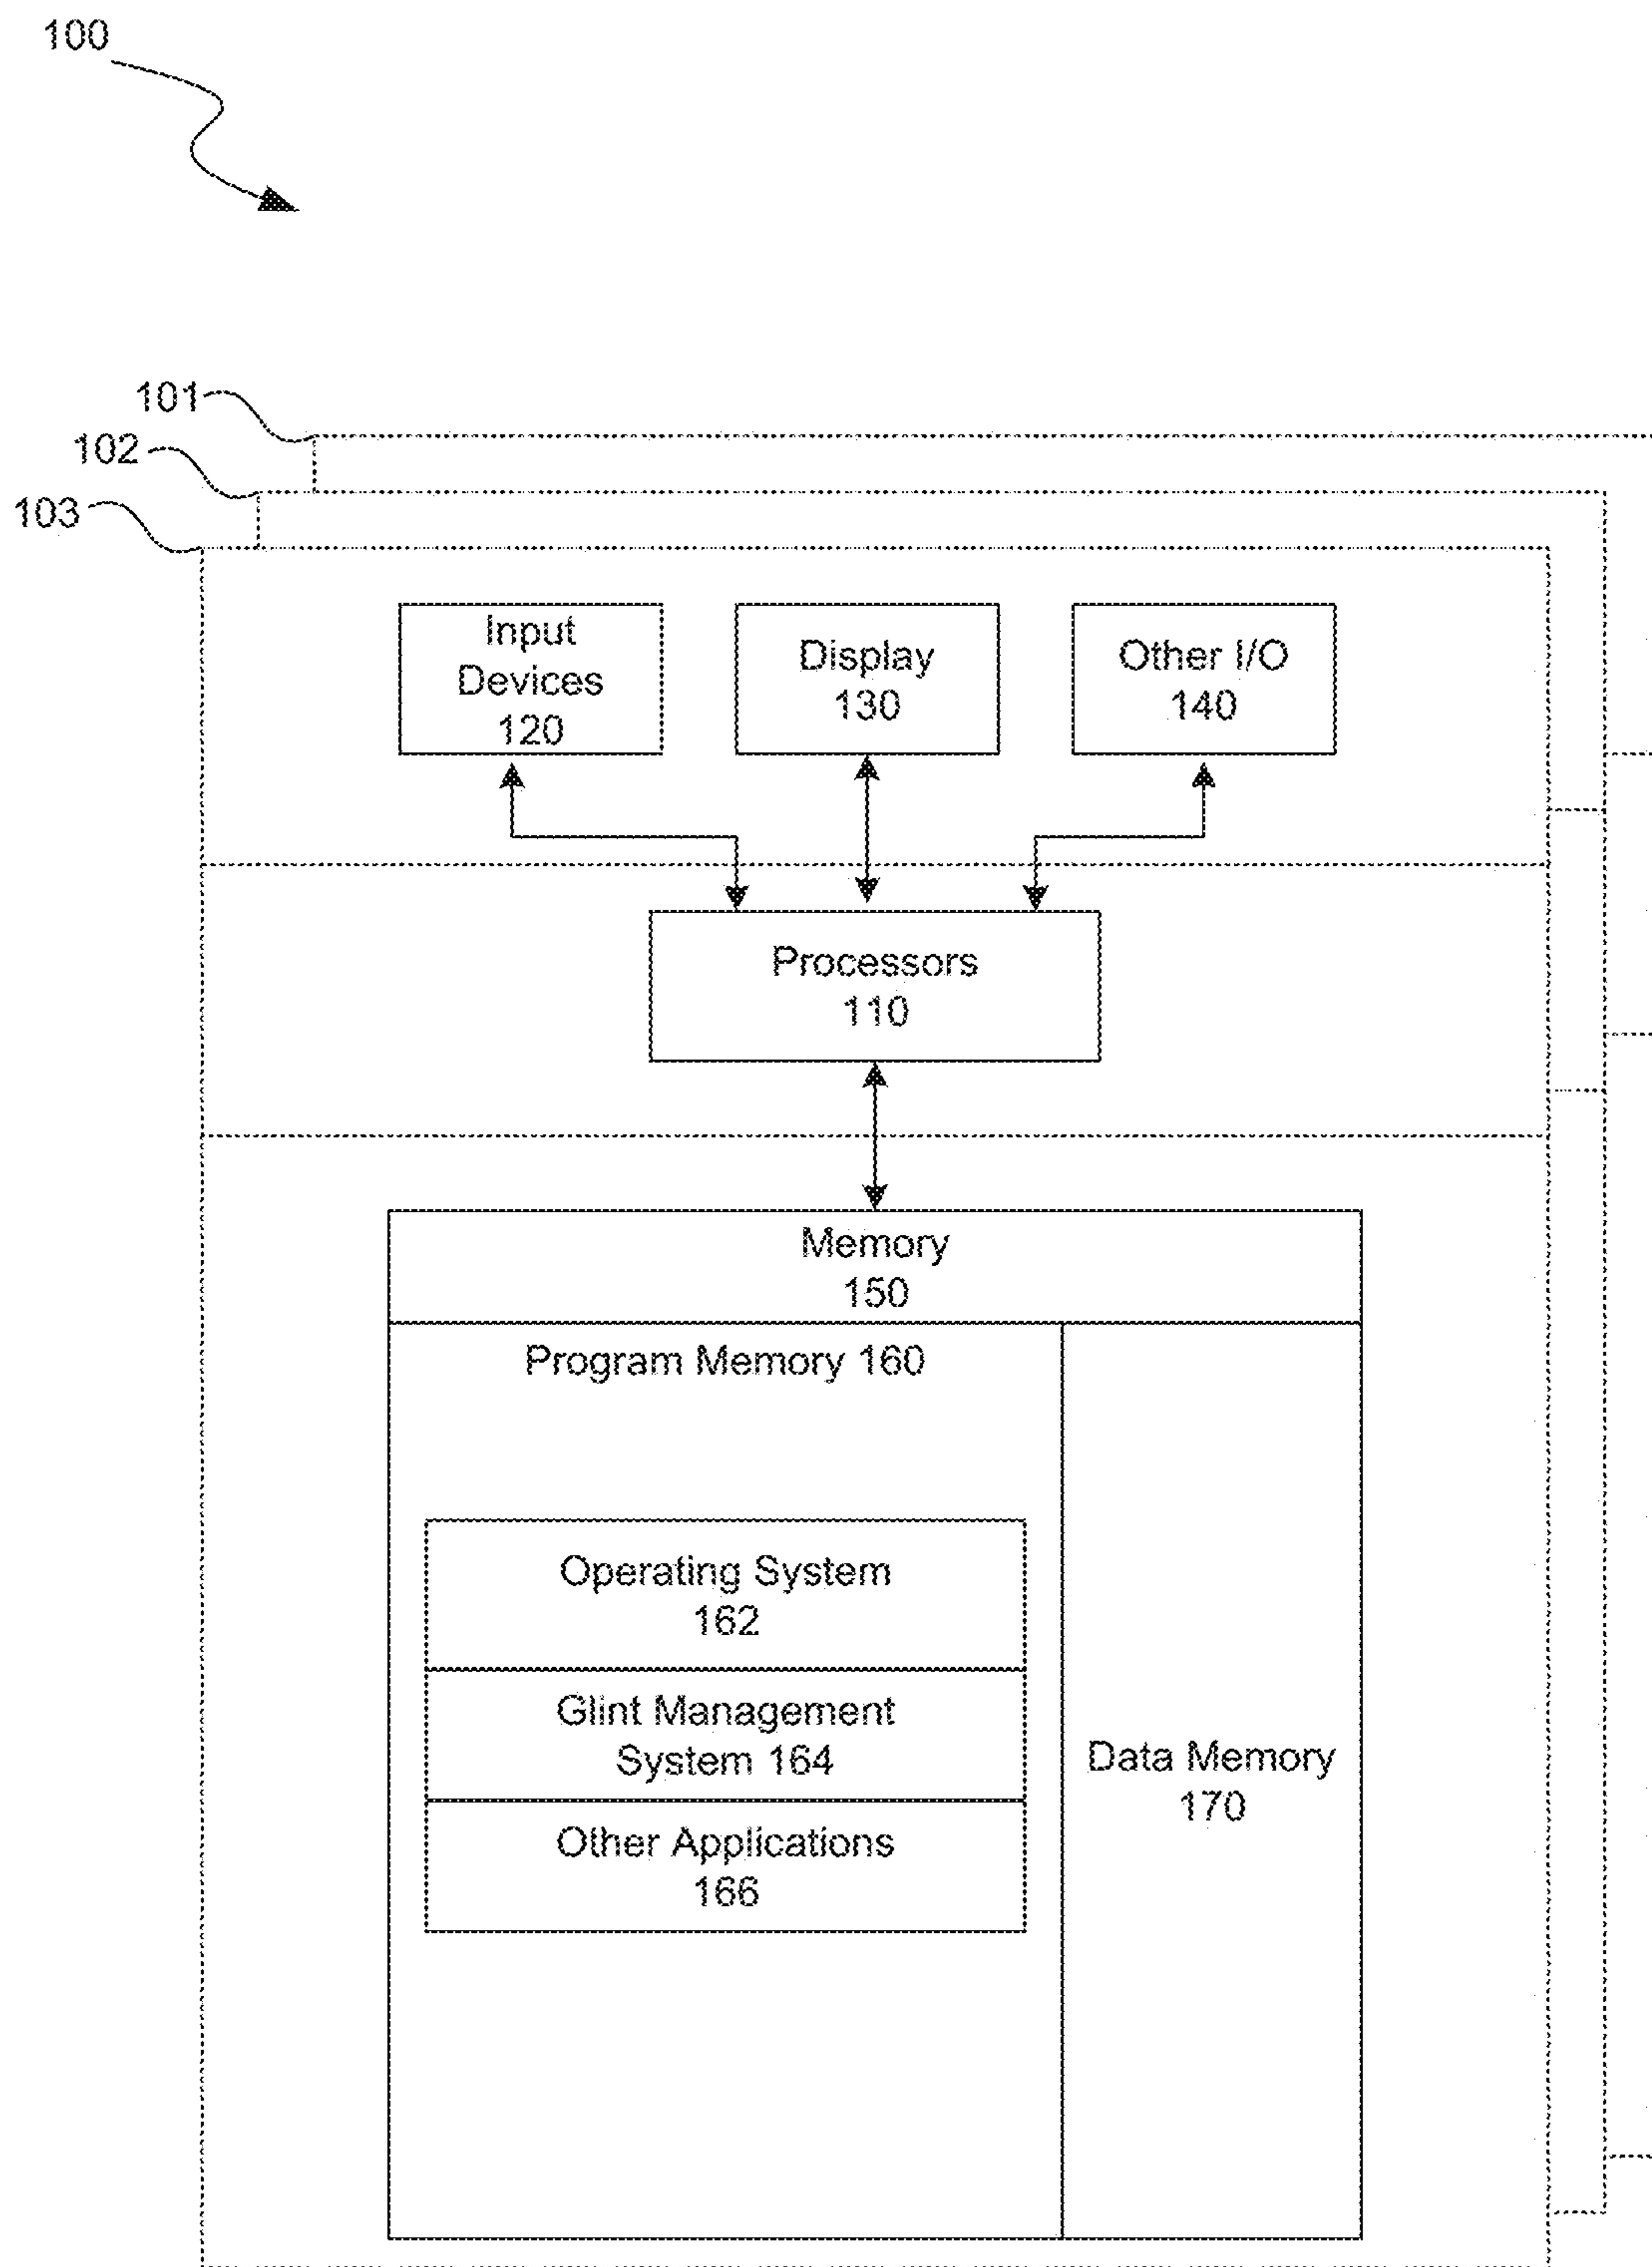 100
101
102
103
Input
Devices
120
Display
130
Other I/O
140
Processors
110
Memory
150
Program Memory 160
Operating System
162
Glint Management
System 164
Other Applications
166
Data Memory
170